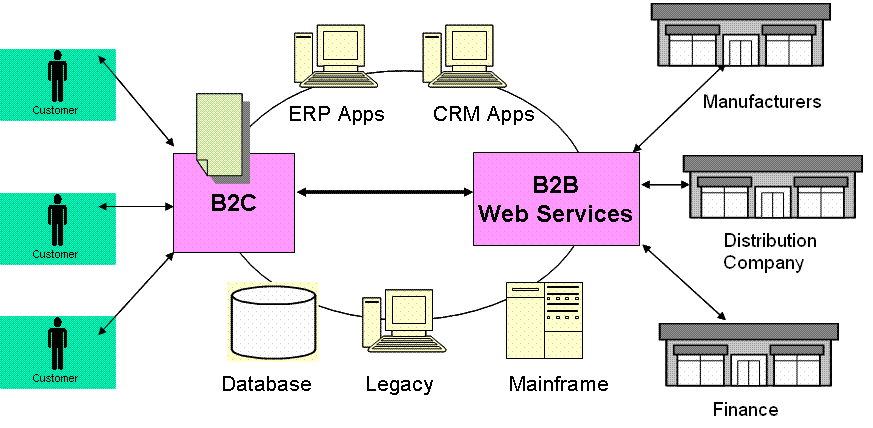 Customer
Customer
Customer
ERP Apps
CRM Apps
B2C
B2B
Web Services
Database
Legacy
Mainframe
Manufacturers
Distribution
Company
Finance